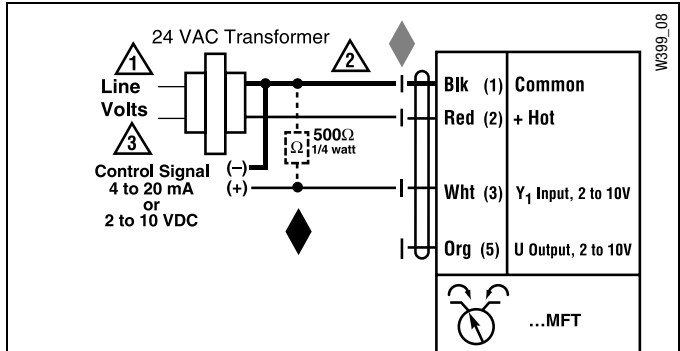 W399_08
24 VAC Transformer
1
2
Line
Volts
3
Blk (1) Common
Red (2) + Hot
500Ω
Ω
1/4 watt
Control Signal (–)
4 to 20 mA (+)
or
2 to 10 VDC
Wht (3) Y₁ Input, 2 to 10V
Org (5) U Output, 2 to 10V
...MFT